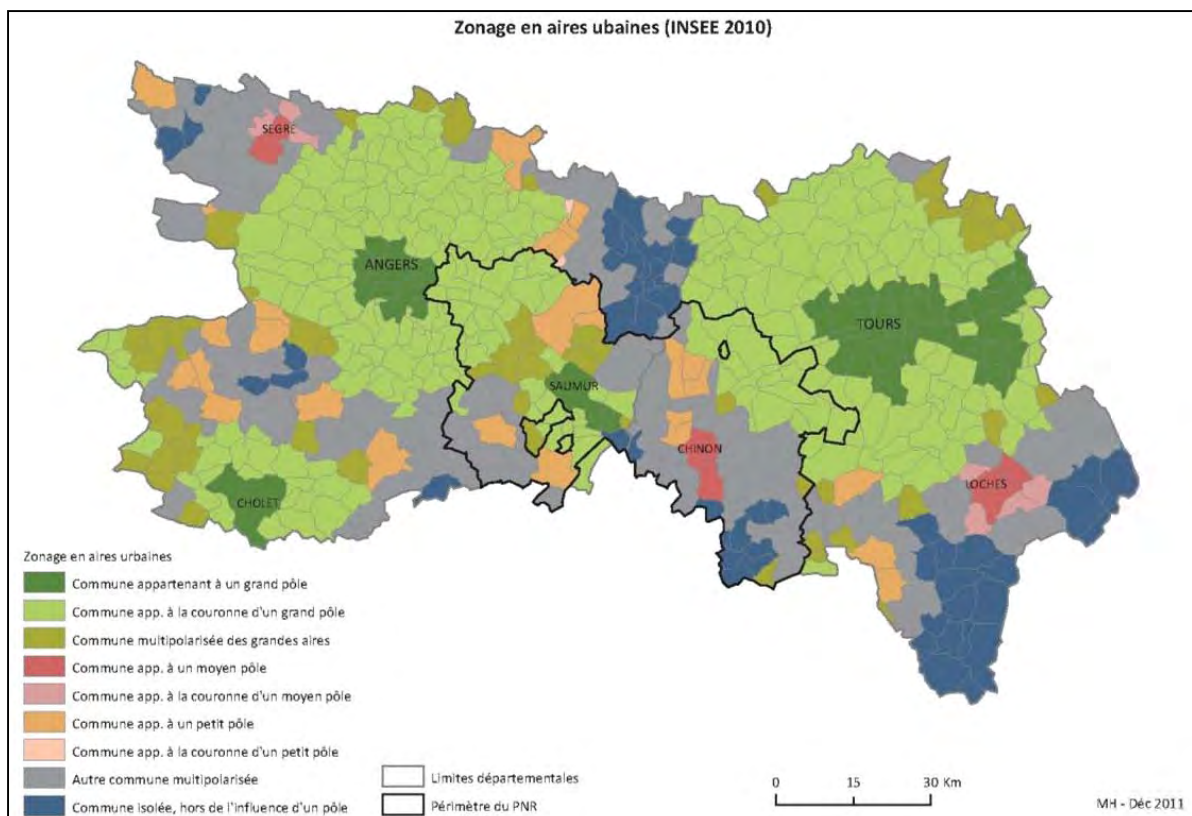 Zonage en aires ubaines (INSEE 2010)
SEGRE
ANGERS
TOURS
SAUMUR
CHINON
LOCHES
CHOLET
Zonage en aires urbaines
Commune appartenant à un grand pôle
Commune app. à la couronne d'un grand pôle
Commune multipolarisée des grandes aires
Commune app. à un moyen pôle
Commune app. à la couronne d'un moyen pôle
Commune app. à un petit pôle
Commune app. à la couronne d'un petit pôle
Autre commune multipolarisée
Commune isolée, hors de l'influence d'un pôle
Limites départementales
Périmètre du PNR
0 15 30 Km
MH - Déc 2011